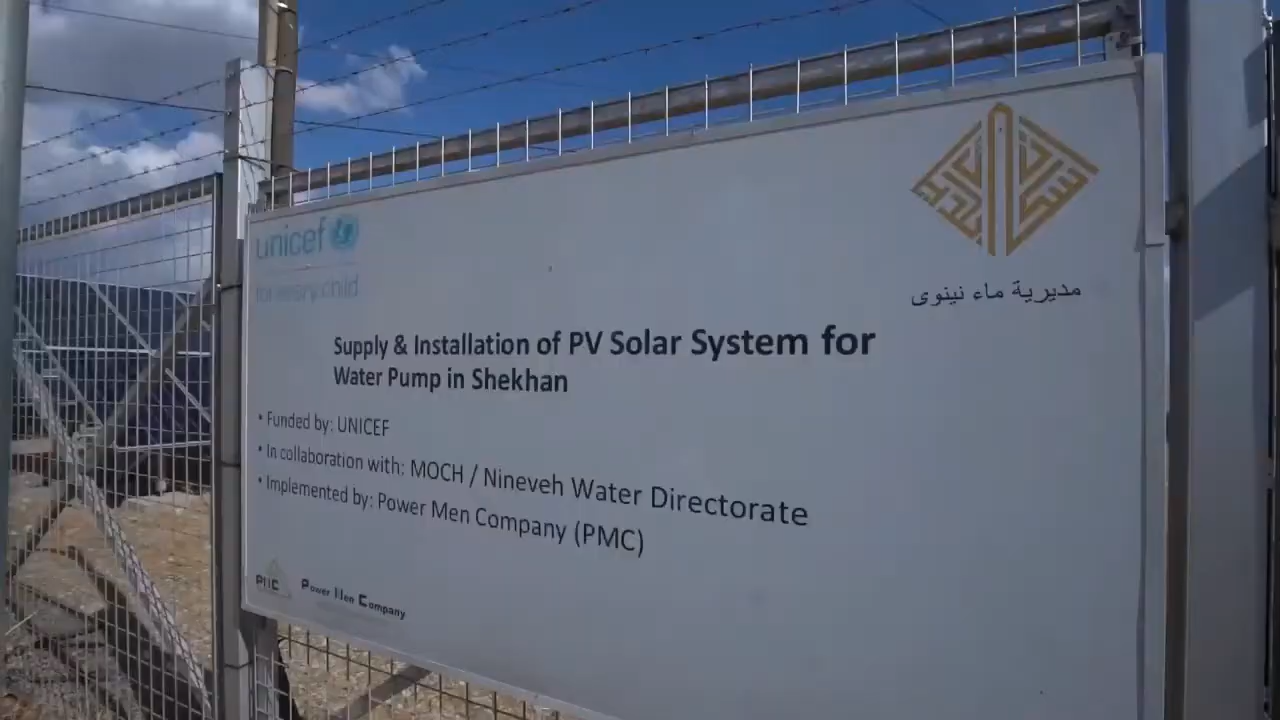 unicef
for every child
مديرية ماء نينوى
Supply & Installation of PV Solar System for
Water Pump in Shekhan
• Funded by: UNICEF
• In collaboration with: MOCH / Nineveh Water Directorate
• Implemented by: Power Men Company (PMC)
PMC
Power Men Company